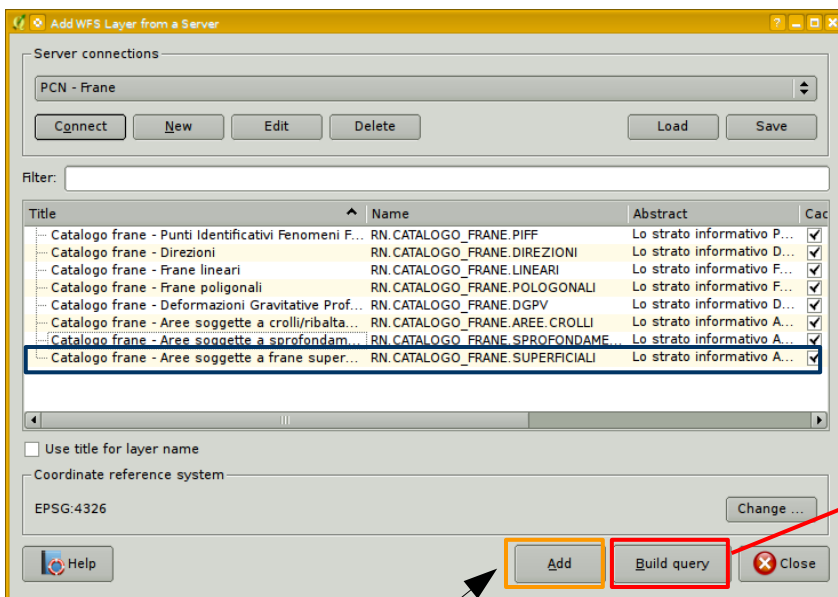 Add WFS Layer from a Server
Server connections
PCN - Frane
Connect New Edit Delete Load Save
Filter:
Title Name Abstract Cac
Catalogo frane - Punti Identificativi Fenomeni F... RN.CATALOGO_FRANE.PIFF Lo strato informativo P...
Catalogo frane - Direzioni RN.CATALOGO_FRANE.DIREZIONI Lo strato informativo D...
Catalogo frane - Frane lineari RN.CATALOGO_FRANE.LINEARI Lo strato informativo F...
Catalogo frane - Frane poligonali RN.CATALOGO_FRANE.POLOGONALI Lo strato informativo F...
Catalogo frane - Deformazioni Gravitative Prof... RN.CATALOGO_FRANE.DGPV Lo strato informativo D...
Catalogo frane - Aree soggette a crolli/ribalta... RN.CATALOGO_FRANE.AREE.CROLLI Lo strato informativo A...
Catalogo frane - Aree soggette a sprofondam... RN.CATALOGO_FRANE.SPROFONDAME... Lo strato informativo A...
Catalogo frane - Aree soggette a frane super... RN.CATALOGO_FRANE.SUPERFICIALI Lo strato informativo A...
Use title for layer name
Coordinate reference system
EPSG:4326 Change ...
Help Add Build query Close